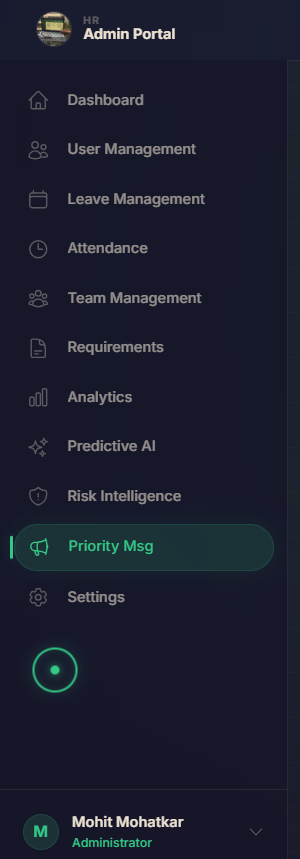 HR
Admin Portal
Dashboard
User Management
Leave Management
Attendance
Team Management
Requirements
Analytics
Predictive AI
Risk Intelligence
Priority Msg
Settings
M
Mohit Mohatkar
Administrator